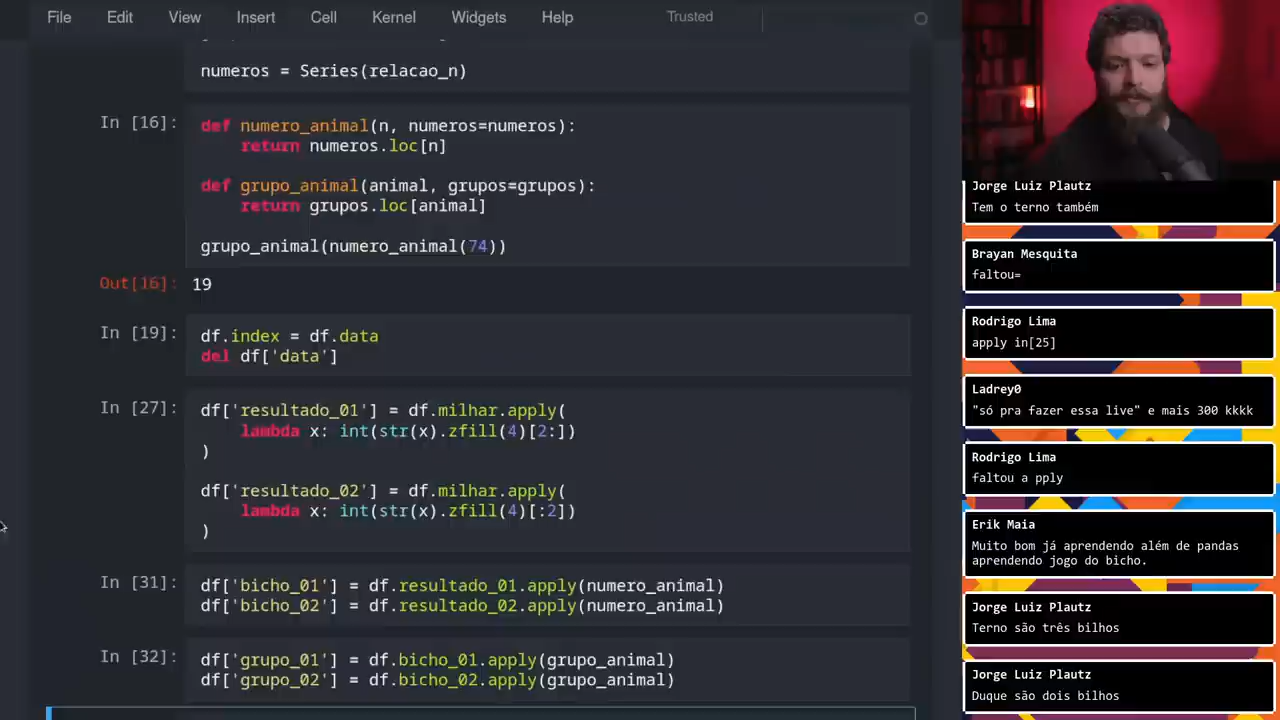 File Edit View Insert Cell Kernel Widgets Help Trusted
numeros = Series(relacao_n)
In [16]:
def numero_animal(n, numeros=numeros):
    return numeros.loc[n]
def grupo_animal(animal, grupos=grupos):
    return grupos.loc[animal]
grupo_animal(numero_animal(74))
Out[16]: 19
In [19]:
df.index = df.data
del df['data']
In [27]:
df['resultado_01'] = df.milhar.apply(
    lambda x: int(str(x).zfill(4)[2:])
)
df['resultado_02'] = df.milhar.apply(
    lambda x: int(str(x).zfill(4)[:2])
)
In [31]:
df['bicho_01'] = df.resultado_01.apply(numero_animal)
df['bicho_02'] = df.resultado_02.apply(numero_animal)
In [32]:
df['grupo_01'] = df.bicho_01.apply(grupo_animal)
df['grupo_02'] = df.bicho_02.apply(grupo_animal)
Jorge Luiz Plautz
Tem o terno também
Brayan Mesquita
faltou=
Rodrigo Lima
apply in[25]
Ladrey0
"só pra fazer essa live" e mais 300 kkkk
Rodrigo Lima
faltou a pply
Erik Maia
Muito bom já aprendendo além de pandas
aprendendo jogo do bicho.
Jorge Luiz Plautz
Terno são três bilhos
Jorge Luiz Plautz
Duque são dois bilhos